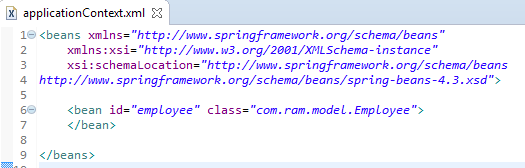 applicationContext.xml
1 <beans xmlns="http://www.springframework.org/schema/beans"
2 xmlns:xsi="http://www.w3.org/2001/XMLSchema-instance"
3 xsi:schemaLocation="http://www.springframework.org/schema/beans
4 http://www.springframework.org/schema/beans/spring-beans-4.3.xsd">
5
6 <bean id="employee" class="com.ram.model.Employee">
7 </bean>
8
9 </beans>